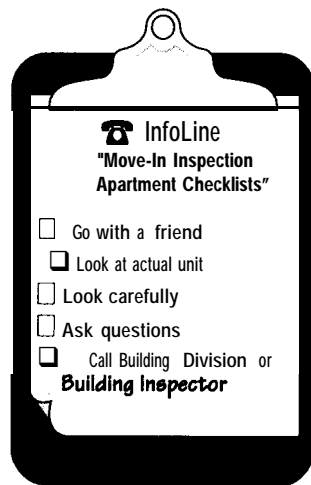 InfoLine
"Move-In Inspection
Apartment Checklists"
Go with a friend
Look at actual unit
Look carefully
Ask questions
Call Building Division or
Building Inspector